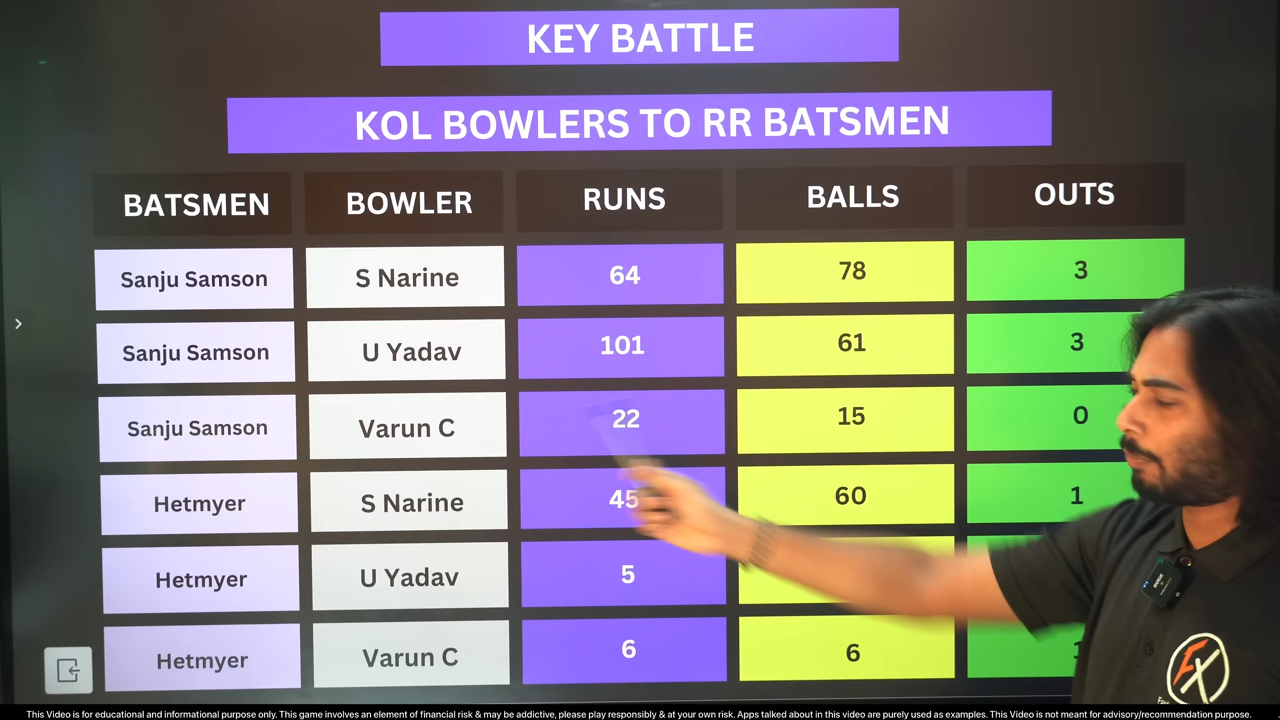 KEY BATTLE
KOL BOWLERS TO RR BATSMEN
BATSMEN BOWLER RUNS BALLS OUTS
Sanju Samson S Narine 64 78 3
Sanju Samson U Yadav 101 61 3
Sanju Samson Varun C 22 15 0
Hetmyer S Narine 45 60 1
Hetmyer U Yadav 5
Hetmyer Varun C 6 6
FX
This Video is for educational and informational purpose only. This game involves an element of financial risk & may be addictive, please play responsibly & at your own risk. Apps talked about in this video are purely used as examples. This Video is not meant for advisory/recommendation purpose.